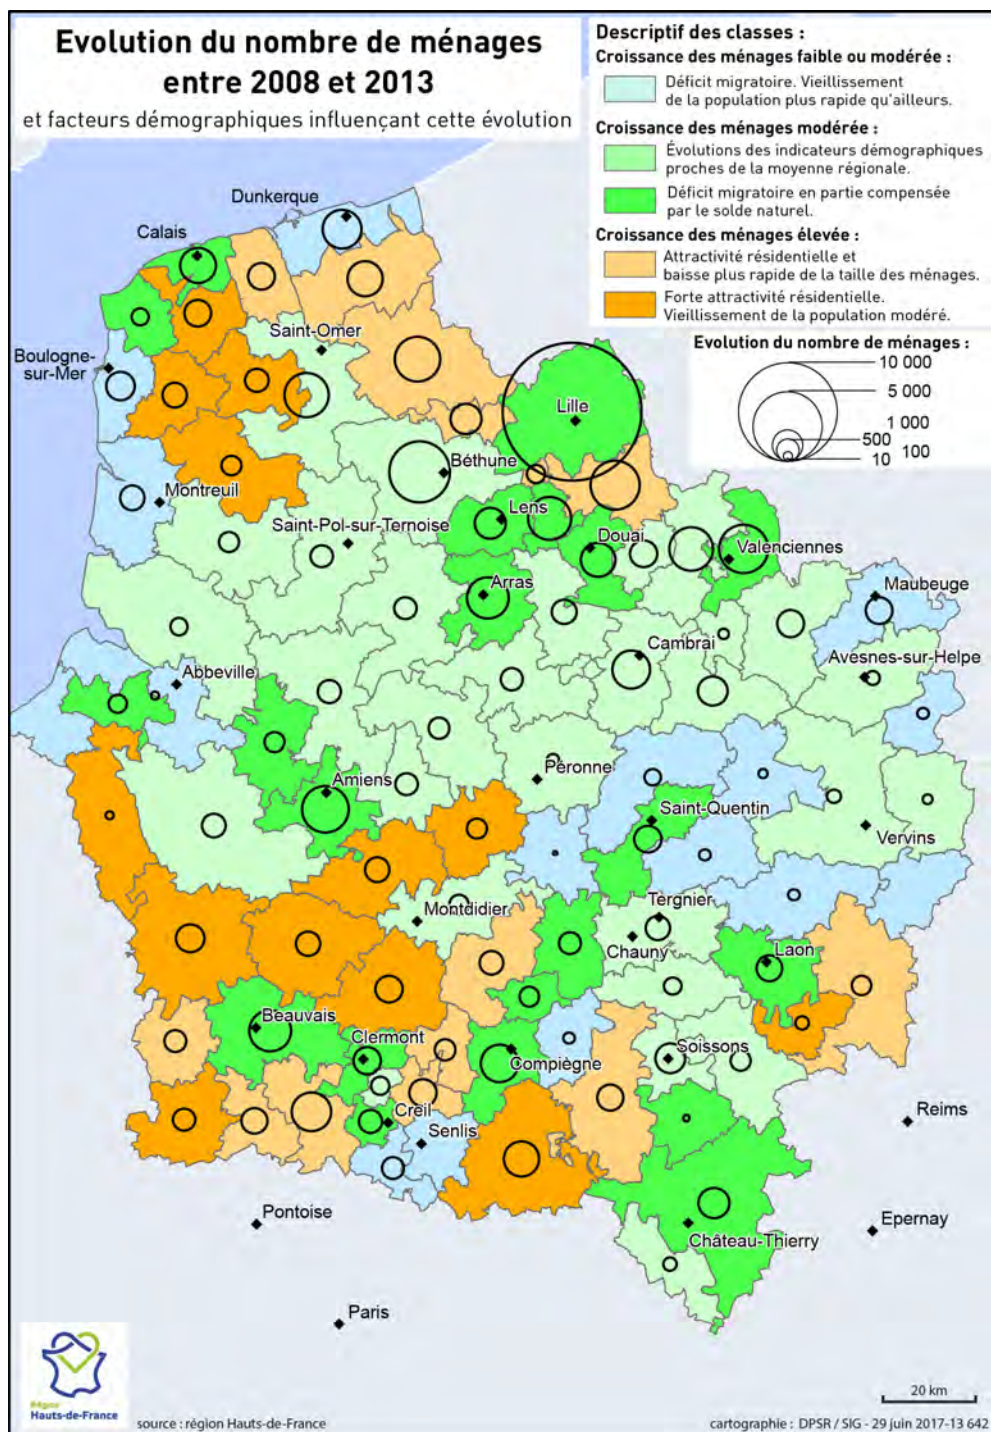 Evolution du nombre de ménages
entre 2008 et 2013
et facteurs démographiques influençant cette évolution
Descriptif des classes :
Croissance des ménages faible ou modérée :
Déficit migratoire. Vieillissement
de la population plus rapide qu'ailleurs.
Croissance des ménages modérée :
Évolutions des indicateurs démographiques
proches de la moyenne régionale.
Déficit migratoire en partie compensée
par le solde naturel.
Croissance des ménages élevée :
Attractivité résidentielle et
baisse plus rapide de la taille des ménages.
Forte attractivité résidentielle.
Vieillissement de la population modéré.
Evolution du nombre de ménages :
10 000
5 000
1 000
500
100
10
Dunkerque
Calais
Saint-Omer
Boulogne-
sur-Mer
Lille
Béthune
Montreuil
Lens
Saint-Pol-sur-Ternoise
Douai
Valenciennes
Arras
Maubeuge
Cambrai
Avesnes-sur-Helpe
Abbeville
Péronne
Amiens
Saint-Quentin
Vervins
Montdidier
Tergnier
Chauny
Laon
Beauvais
Clermont
Compiègne
Soissons
Creil
Senlis
Reims
Pontoise
Epernay
Château-Thierry
Paris
Région
Hauts-de-France
20 km
source : région Hauts-de-France
cartographie : DPSR / SIG - 29 juin 2017-13 642